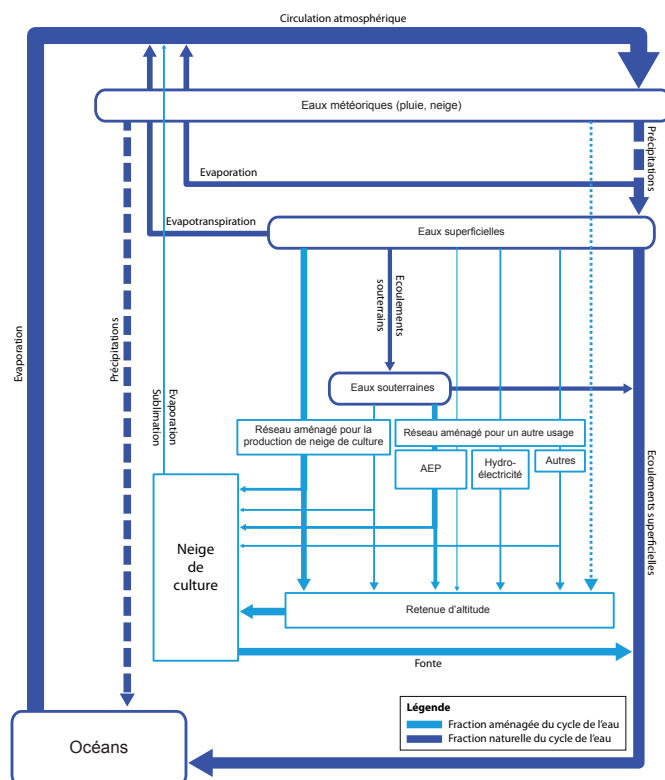 Circulation atmosphérique
Eaux météoriques (pluie, neige)
Précipitations
Evaporation
Evapotranspiration
Eaux superficielles
Ecoulements
souterrains
Evaporation
Précipitations
Evaporation
Sublimation
Eaux souterraines
Réseau aménagé pour la
production de neige de culture
Réseau aménagé pour un autre usage
AEP
Hydro-
électricité
Autres
Ecoulements superficielles
Neige
de
culture
Retenue d'altitude
Fonte
Légende
Fraction aménagée du cycle de l'eau
Fraction naturelle du cycle de l'eau
Océans